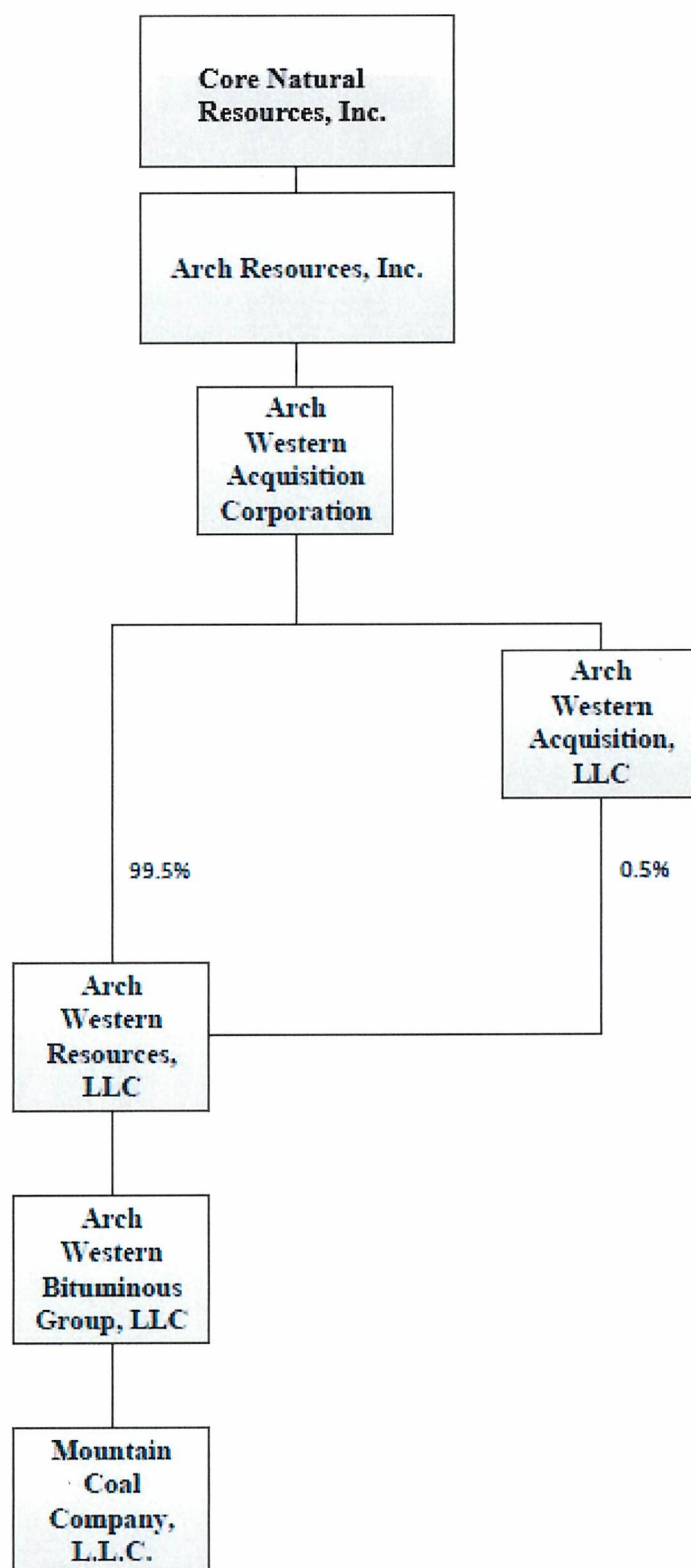 Core Natural
Resources, Inc.
Arch Resources, Inc.
Arch
Western
Acquisition
Corporation
Arch
Western
Acquisition,
LLC
99.5%
0.5%
Arch
Western
Resources,
LLC
Arch
Western
Bituminous
Group, LLC
Mountain
Coal
Company,
L.L.C.